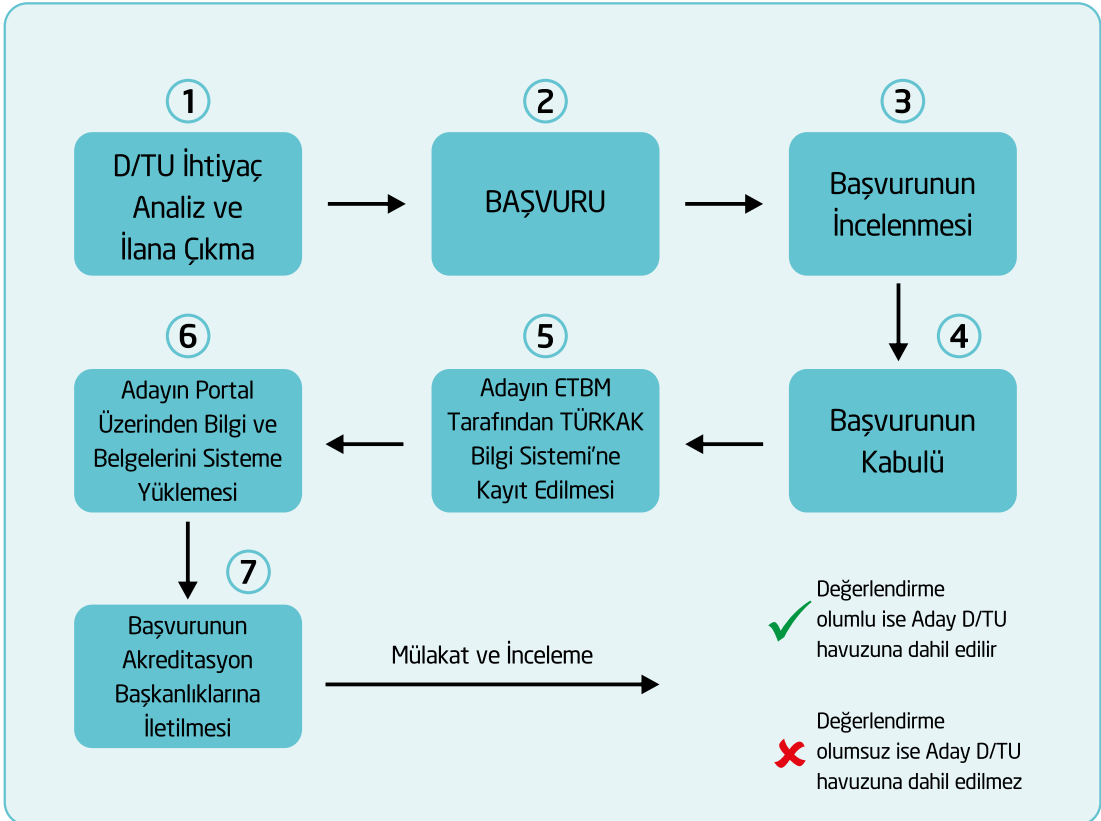 1
D/TU İhtiyaç
Analiz ve
İlana Çıkma
2
BAŞVURU
3
Başvurunun
İncelenmesi
4
Başvurunun
Kabulü
5
Adayın ETBM
Tarafından TÜRKAK
Bilgi Sistemi'ne
Kayıt Edilmesi
6
Adayın Portal
Üzerinden Bilgi ve
Belgelerini Sisteme
Yüklemesi
7
Başvurunun
Akreditasyon
Başkanlıklarına
İletilmesi
Mülakat ve İnceleme
Değerlendirme
olumlu ise Aday D/TU
havuzuna dahil edilir
Değerlendirme
olumsuz ise Aday D/TU
havuzuna dahil edilmez